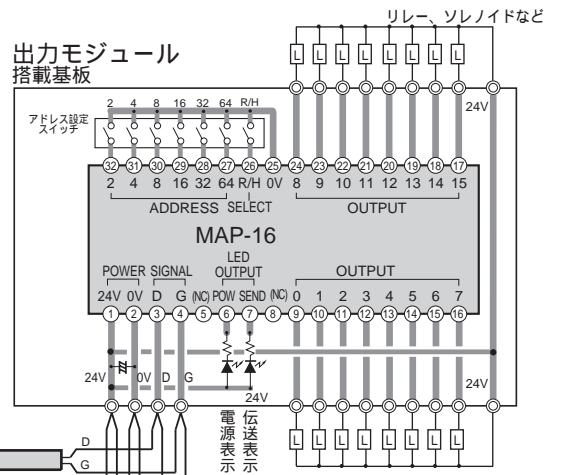 リレー、ソレノイドなど
出力モジュール
搭載基板
L L L L L L L L
24V
アドレス設定
スイッチ
2 4 8 16 32 64 R/H
32 31 30 29 28 27 26 25 24 23 22 21 20 19 18 17
2 4 8 16 32 64 R/H 0V 8 9 10 11 12 13 14 15
ADDRESS SELECT OUTPUT
MAP-16
LED
OUTPUT
POWER SIGNAL OUTPUT
24V 0V D G (NC) POW SEND (NC) 0 1 2 3 4 5 6 7
1 2 3 4 5 6 7 8 9 10 11 12 13 14 15 16
24V 0V D G 24V
24V
L L L L L L L L
電源表示
伝送表示
D
G